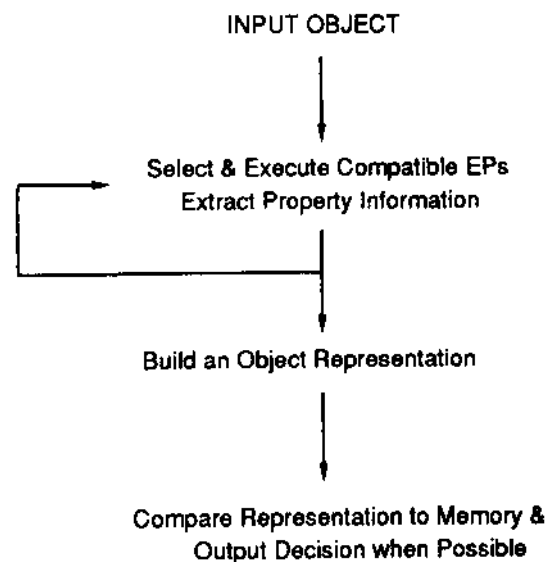 INPUT OBJECT
Select & Execute Compatible EPs
Extract Property Information
Build an Object Representation
Compare Representation to Memory &
Output Decision when Possible